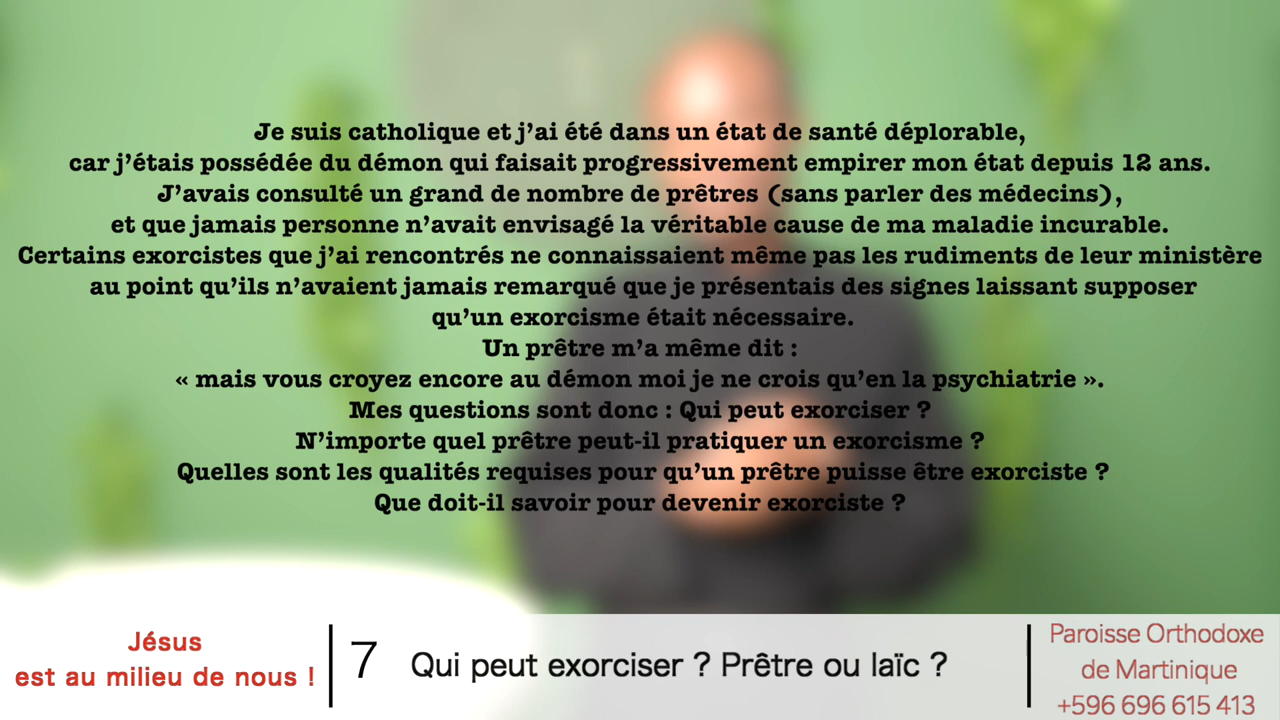 Je suis catholique et j'ai été dans un état de santé déplorable,
car j'étais possédée du démon qui faisait progressivement empirer mon état depuis 12 ans.
J'avais consulté un grand de nombre de prêtres (sans parler des médecins),
et que jamais personne n'avait envisagé la véritable cause de ma maladie incurable.
Certains exorcistes que j'ai rencontrés ne connaissaient même pas les rudiments de leur ministère
au point qu'ils n'avaient jamais remarqué que je présentais des signes laissant supposer
qu'un exorcisme était nécessaire.
Un prêtre m'a même dit :
« mais vous croyez encore au démon moi je ne crois qu'en la psychiatrie ».
Mes questions sont donc : Qui peut exorciser ?
N'importe quel prêtre peut-il pratiquer un exorcisme ?
Quelles sont les qualités requises pour qu'un prêtre puisse être exorciste ?
Que doit-il savoir pour devenir exorciste ?
Jésus
est au milieu de nous !
7 Qui peut exorciser ? Prêtre ou laïc ?
Paroisse Orthodoxe
de Martinique
+596 696 615 413